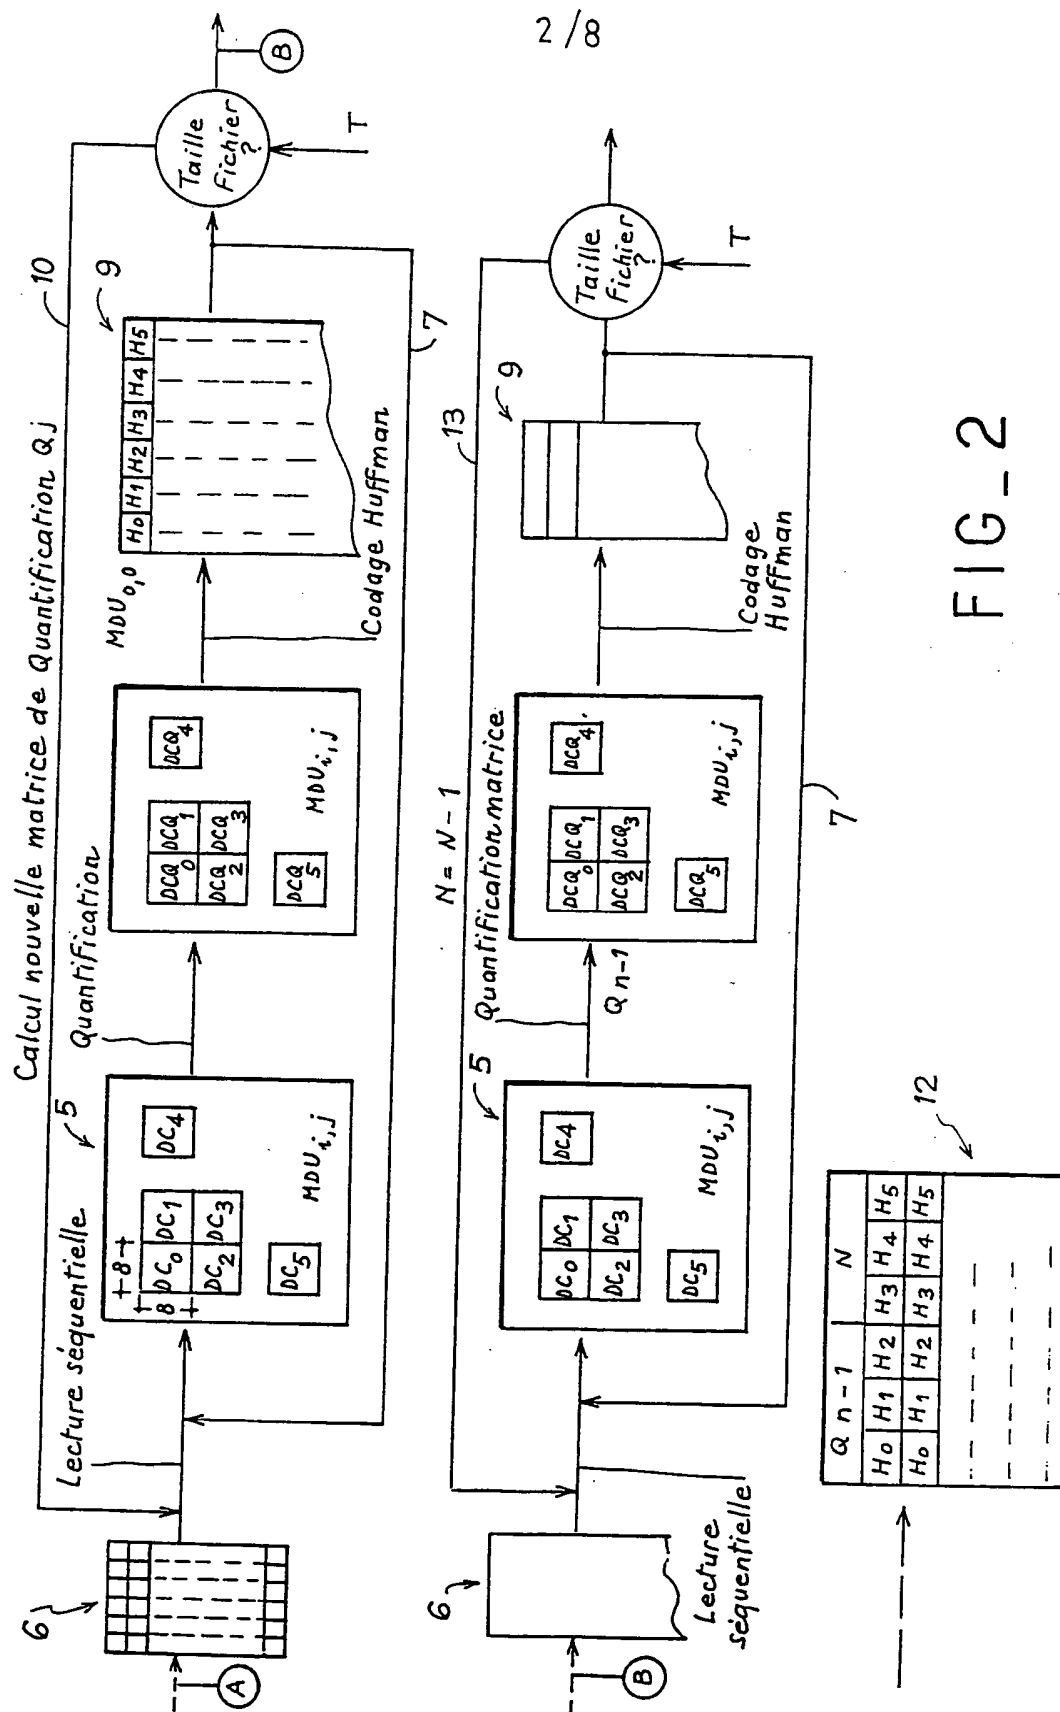 2/8
Calcul nouvelle matrice de Quantification Qj
10
6
A
Lecture séquentielle
5
8
8
DC0 DC1
DC2 DC3
DC4
DC5
MDUi,j
Quantification
DCQ0 DCQ1
DCQ2 DCQ3
DCQ4
DCQ5
MDUi,j
MDU0,0
Codage Huffman
9
H0 H1 H2 H3 H4 H5
7
Taille
Fichier
?
T
B
N = N - 1
13
6
B
Lecture
séquentielle
5
DC0 DC1
DC2 DC3
DC4
DC5
MDUi,j
Quantification matrice
Qn-1
DCQ0 DCQ1
DCQ2 DCQ3
DCQ4
DCQ5
MDUi,j
Codage
Huffman
9
7
Taille
Fichier
?
T
Qn-1 N
H0 H1 H2 H3 H4 H5
H0 H1 H2 H3 H4 H5
12
FIG_2